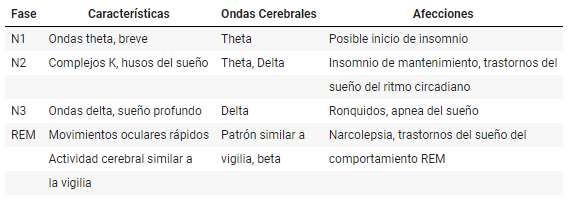 Fase Características Ondas Cerebrales Afecciones
N1 Ondas theta, breve Theta Posible inicio de insomnio
N2 Complejos K, husos del sueño Theta, Delta Insomnio de mantenimiento, trastornos del
sueño del ritmo circadiano
N3 Ondas delta, sueño profundo Delta Ronquidos, apnea del sueño
REM Movimientos oculares rápidos Patrón similar a Narcolepsia, trastornos del sueño del
Actividad cerebral similar a vigilia, beta comportamiento REM
la vigilia